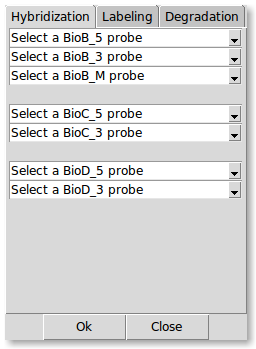 Hybridization Labeling Degradation
Select a BioB_5 probe
Select a BioB_3 probe
Select a BioB_M probe
Select a BioC_5 probe
Select a BioC_3 probe
Select a BioD_5 probe
Select a BioD_3 probe
Ok Close